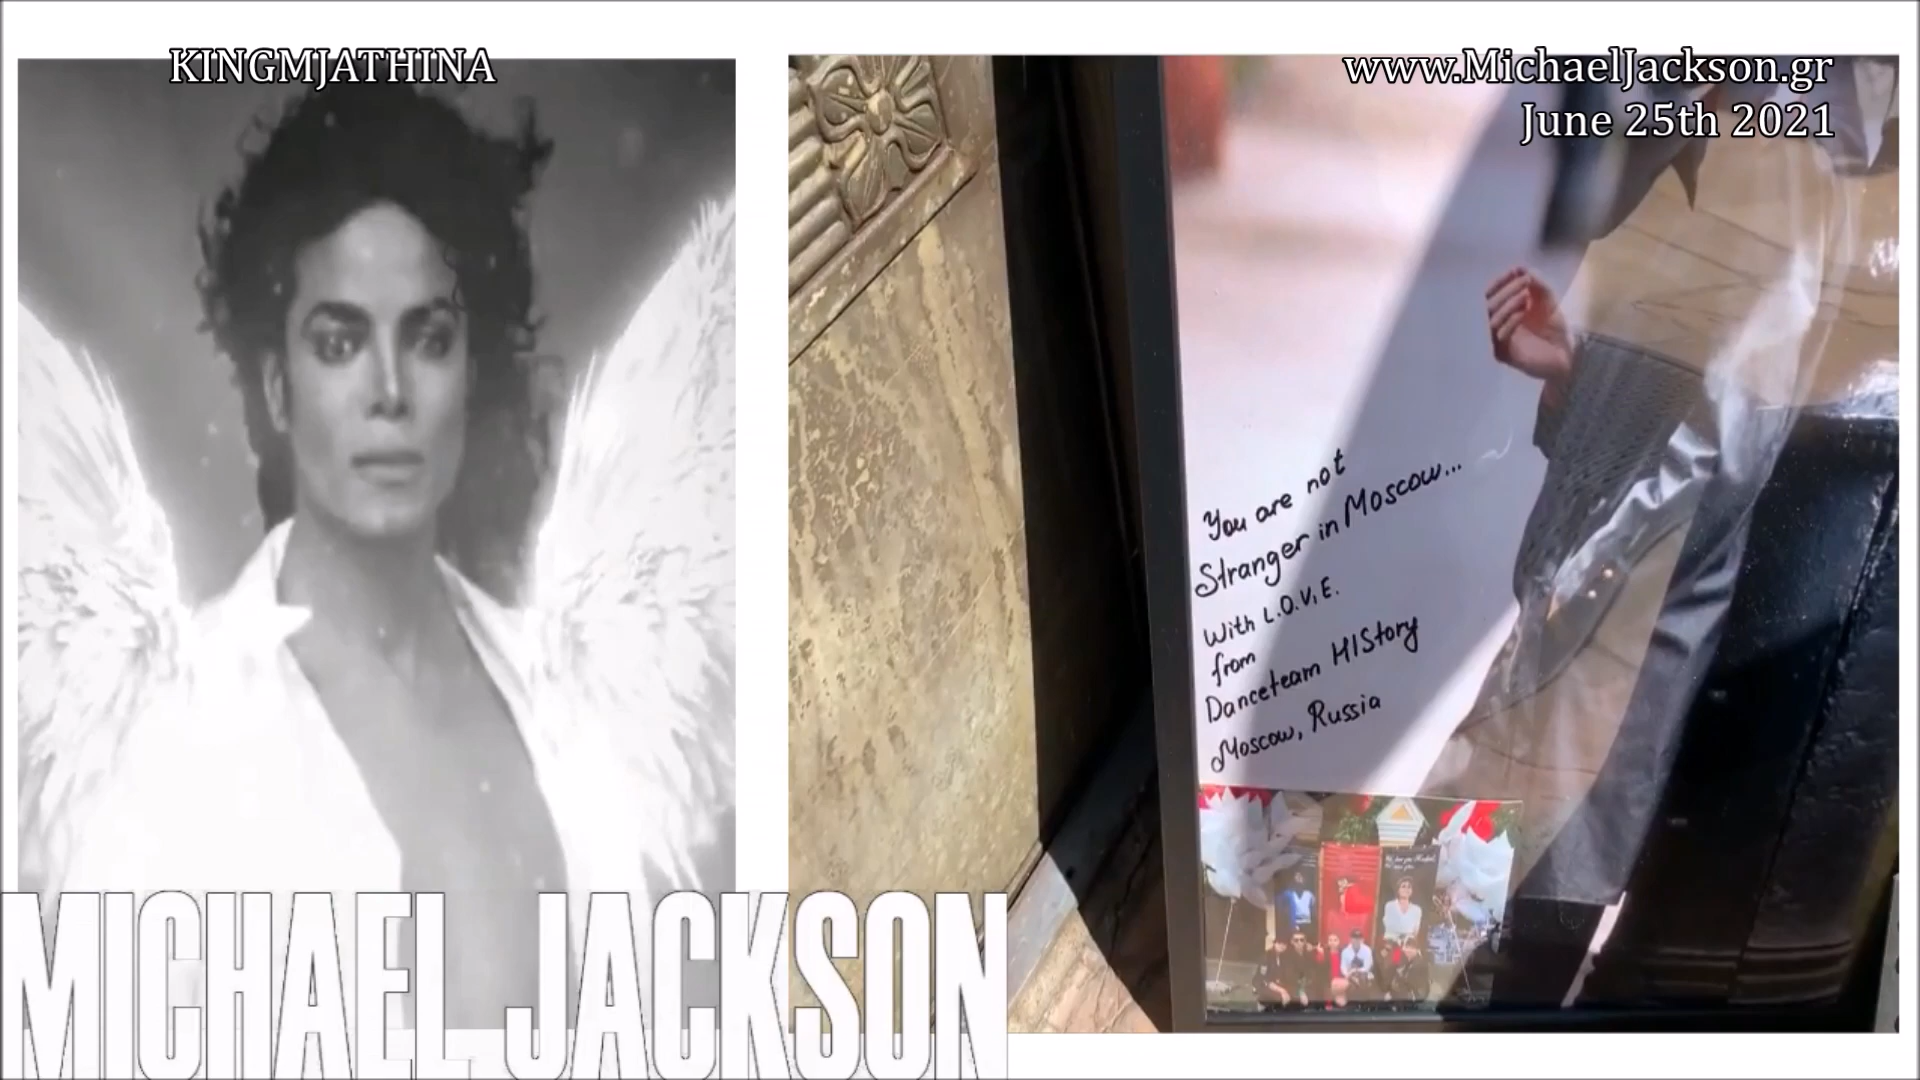 KINGMJATHINA
www.MichaelJackson.gr
June 25th 2021
You are not
Stranger in Moscow...
With L.O.V.E.
from
Danceteam HIStory
Moscow, Russia
MICHAEL JACKSON